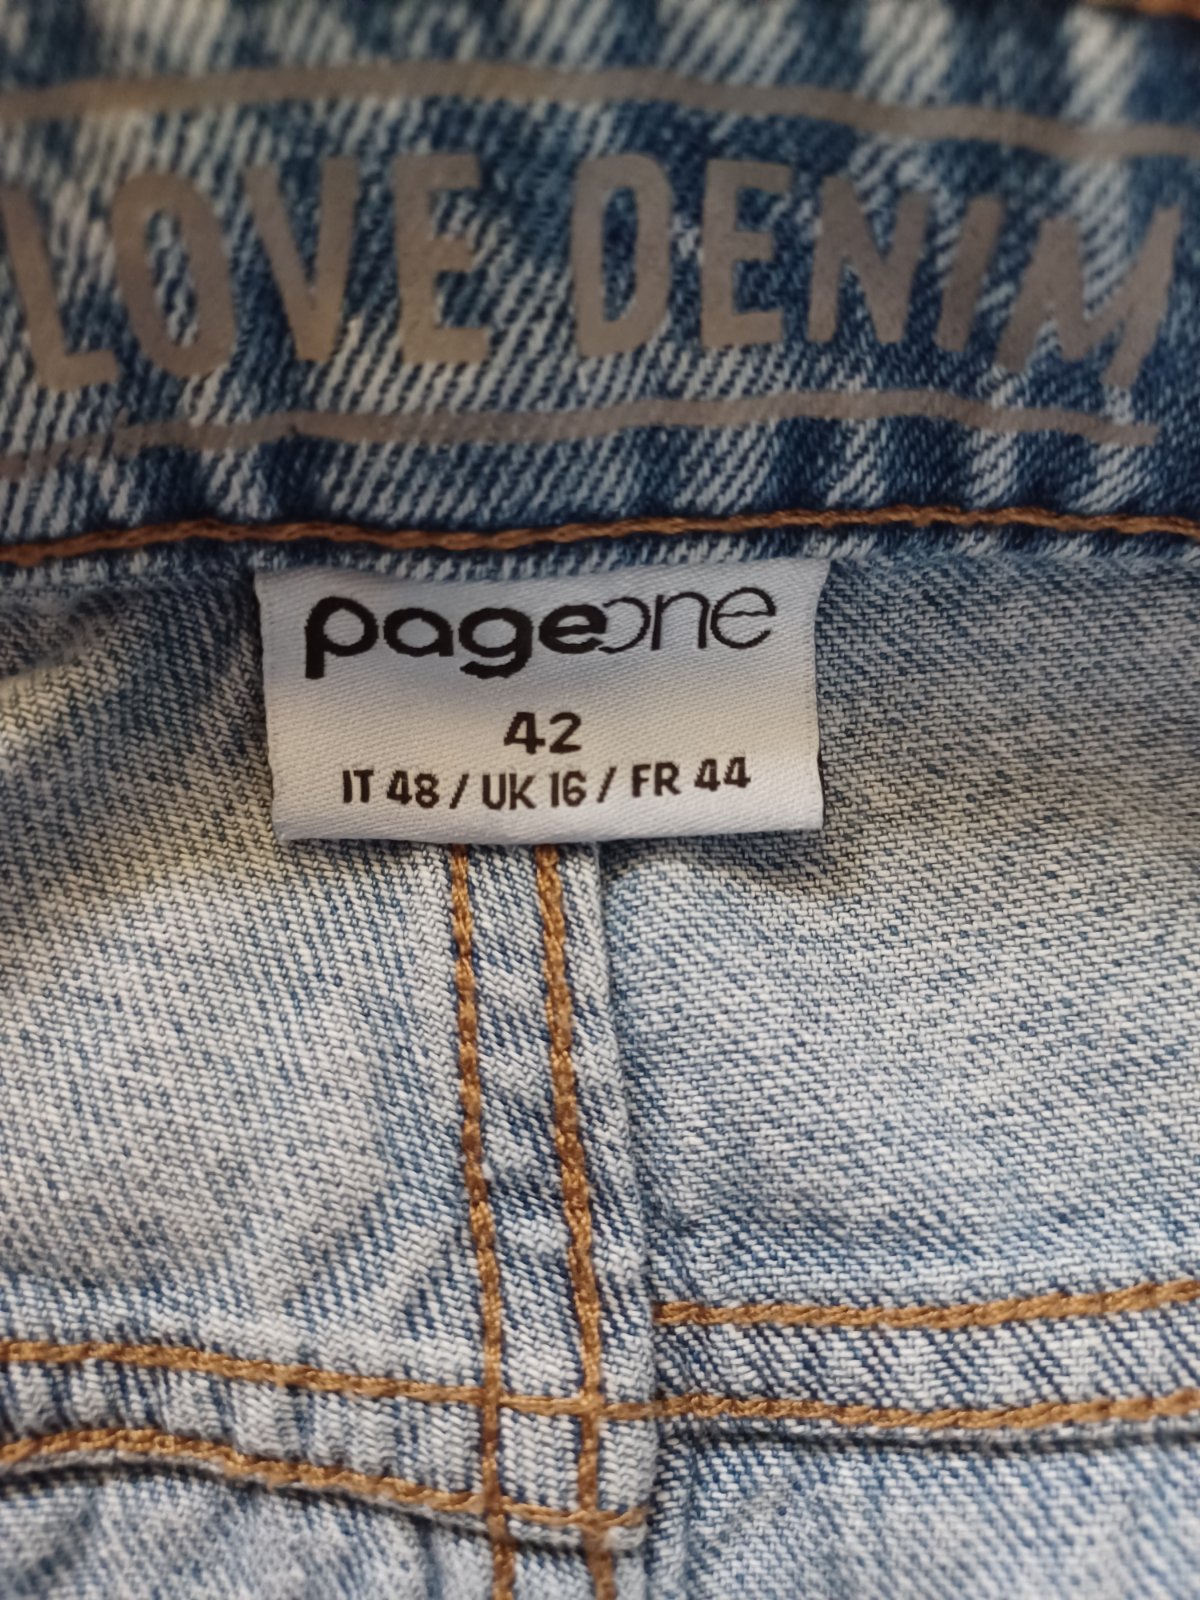 LOVE DENIM
pageone
42
IT 48 / UK 16 / FR 44